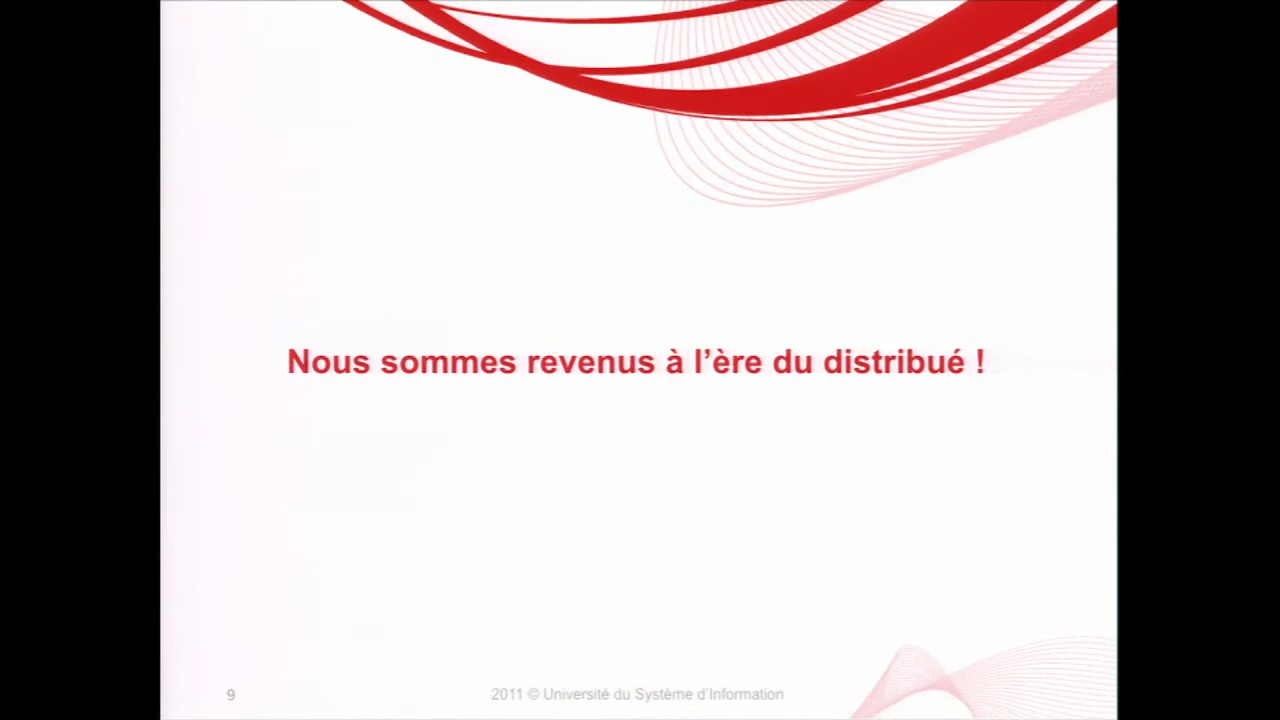 Nous sommes revenus à l’ère du distribué !
9
2011 © Université du Système d’Information